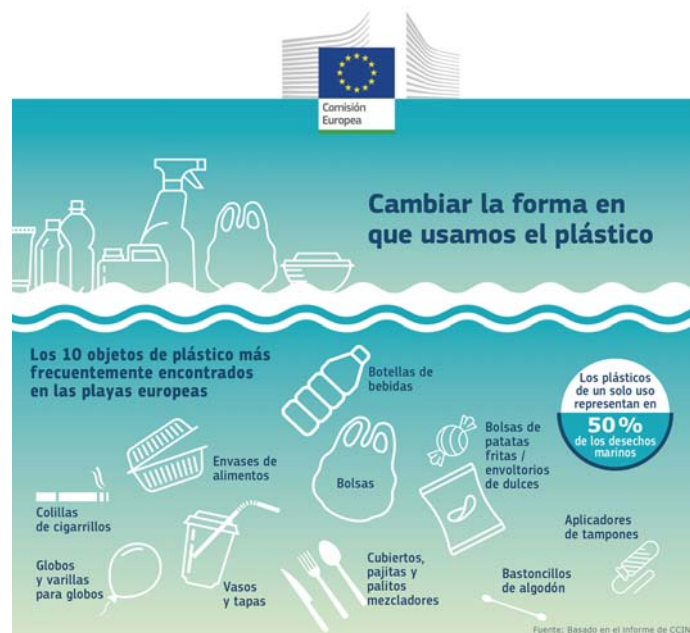 Comisión
Europea
Cambiar la forma en
que usamos el plástico
Los 10 objetos de plástico más
frecuentemente encontrados
en las playas europeas
Botellas de
bebidas
Los plásticos
de un solo uso
representan en
50 %
de los desechos
marinos
Bolsas de
patatas
fritas /
envoltorios
de dulces
Envases de
alimentos
Bolsas
Colillas
de cigarrillos
Aplicadores
de tampones
Globos
y varillas
para globos
Vasos
y tapas
Cubiertos,
pajitas y
palitos
mezcladores
Bastoncillos
de algodón
Fuente: Basado en el informe de CCIN